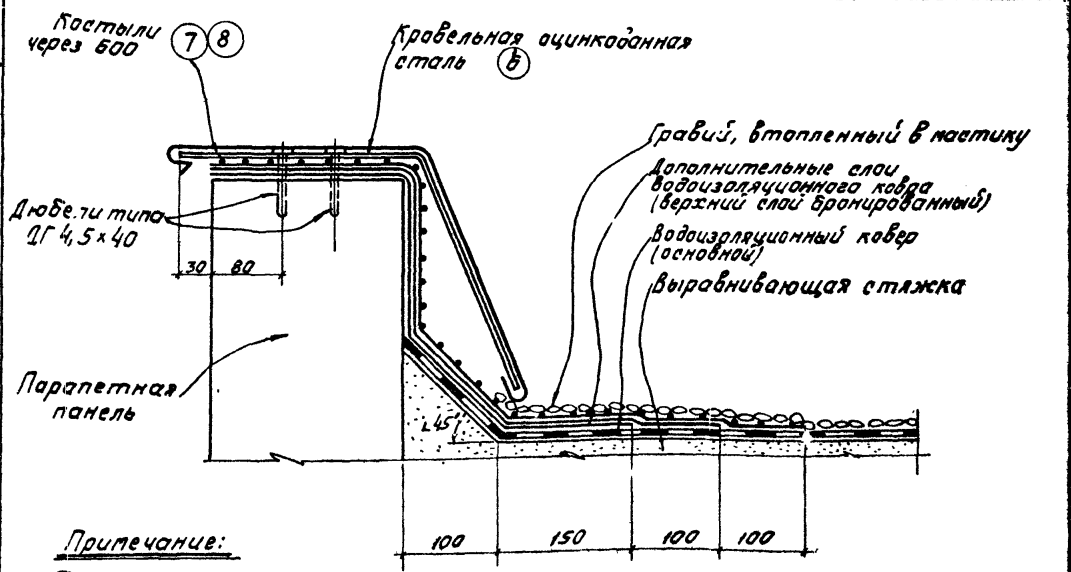 Костыли
через 600 7 8
Кровельная оцинкованная
сталь 6
Гравий, втопленный в мастику
Дополнительные слои
водоизоляционного ковра
(верхний слой бронированный)
Водоизоляционный ковер
(основной)
Выравнивающая стяжка
Дюбели типа
ДГ 4,5×40
30 80
Парапетная
панель
∠45°
100 150 100 100
Примечание: